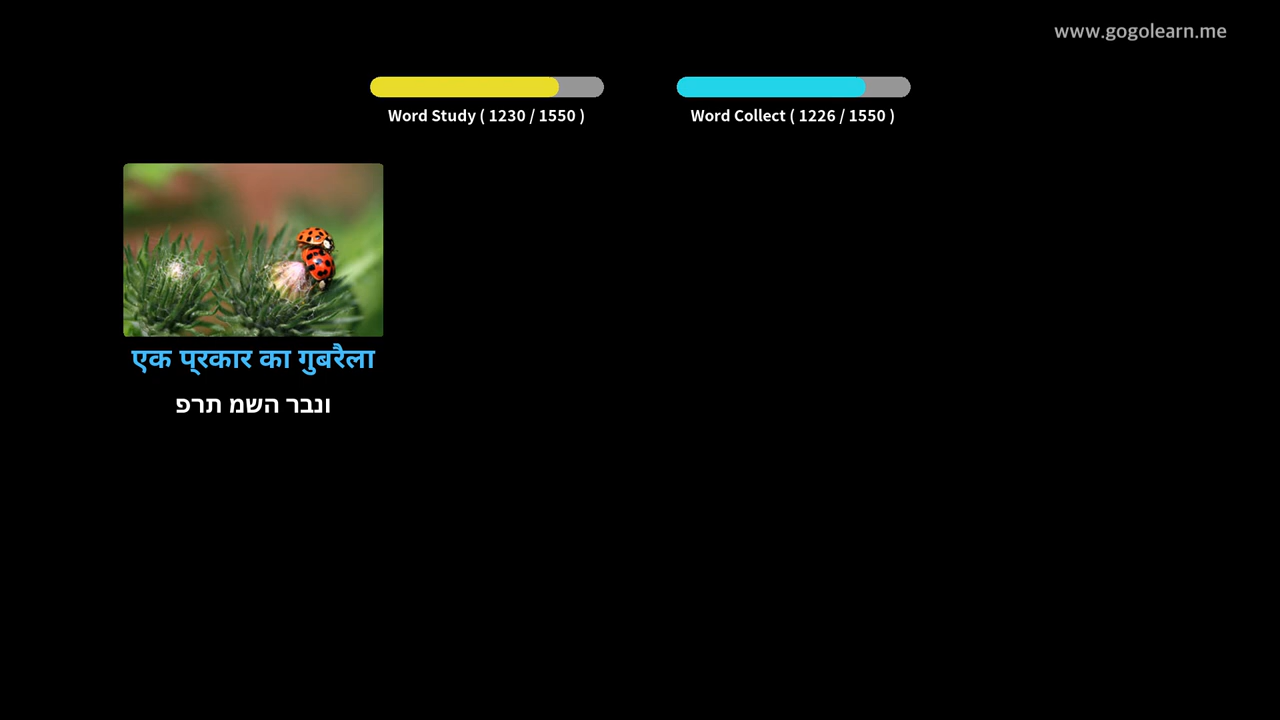 www.gogolearn.me
Word Study ( 1230 / 1550 )
Word Collect ( 1226 / 1550 )
एक प्रकार का गुबरैला
ונבר השמ תרפ